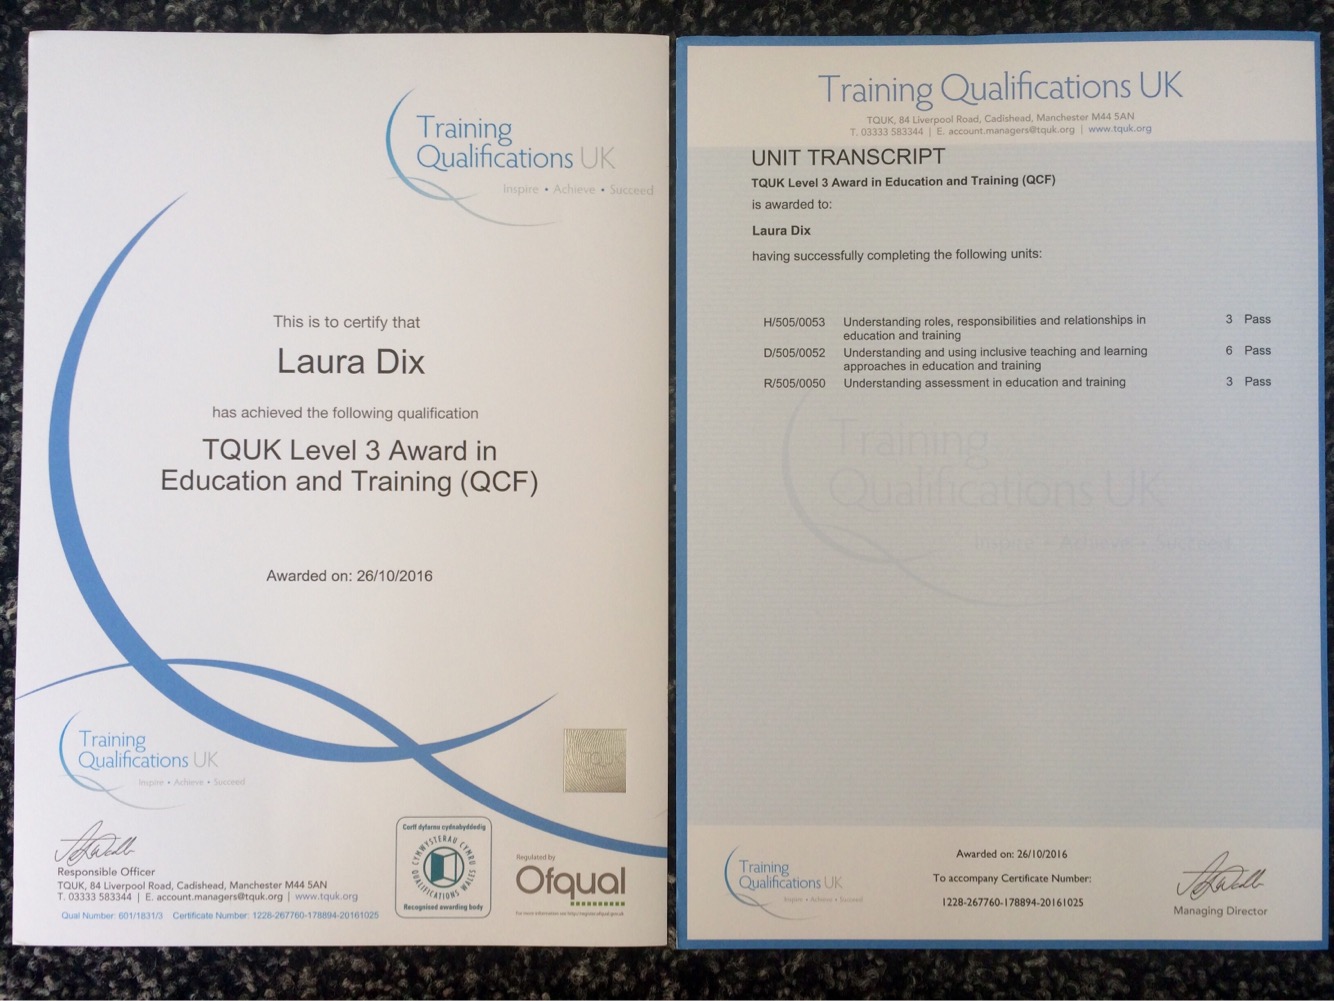 Training
Qualifications UK
Inspire • Achieve • Succeed
This is to certify that
Laura Dix
has achieved the following qualification
TQUK Level 3 Award in
Education and Training (QCF)
Awarded on: 26/10/2016
Training
Qualifications UK
Inspire • Achieve • Succeed
Responsible Officer
TQUK, 84 Liverpool Road, Cadishead, Manchester M44 5AN
T. 03333 583344 | E. account.managers@tquk.org | www.tquk.org
Qual Number: 601/1831/3 Certificate Number: 1228-267760-178894-20161025
Corff dyfarnu cydnabyddedig
CYMWYSTERAU CYMRU
QUALIFICATIONS WALES
Recognised awarding body
Regulated by
Ofqual
For more information see http://register.ofqual.gov.uk
Training Qualifications UK
TQUK, 84 Liverpool Road, Cadishead, Manchester M44 5AN
T. 03333 583344 | E. account.managers@tquk.org | www.tquk.org
UNIT TRANSCRIPT
TQUK Level 3 Award in Education and Training (QCF)
is awarded to:
Laura Dix
having successfully completing the following units:
H/505/0053 Understanding roles, responsibilities and relationships in 3 Pass
education and training
D/505/0052 Understanding and using inclusive teaching and learning 6 Pass
approaches in education and training
R/505/0050 Understanding assessment in education and training 3 Pass
Training
Qualifications UK
Inspire • Achieve • Succeed
Training
Qualifications UK
Inspire • Achieve • Succeed
Awarded on: 26/10/2016
To accompany Certificate Number:
1228-267760-178894-20161025
Managing Director